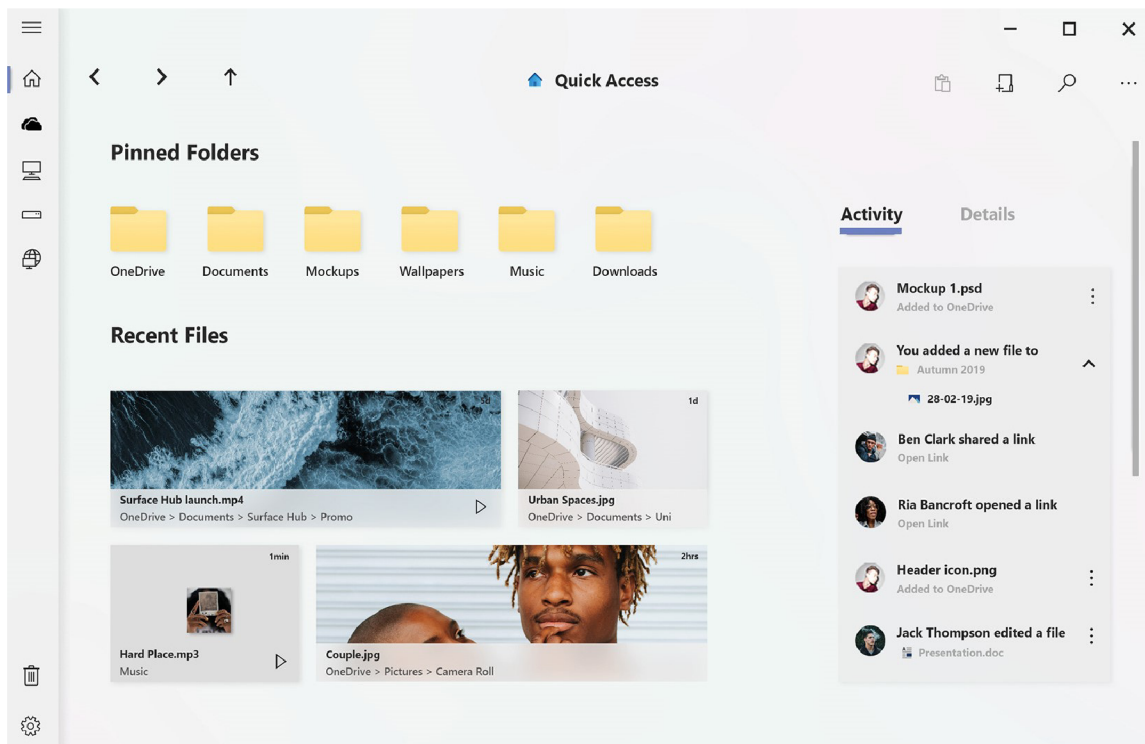 Quick Access
Pinned Folders
OneDrive
Documents
Mockups
Wallpapers
Music
Downloads
Recent Files
5d
Surface Hub launch.mp4
OneDrive > Documents > Surface Hub > Promo
1d
Urban Spaces.jpg
OneDrive > Documents > Uni
1min
Hard Place.mp3
Music
2hrs
Couple.jpg
OneDrive > Pictures > Camera Roll
Activity
Details
Mockup 1.psd
Added to OneDrive
You added a new file to
Autumn 2019
28-02-19.jpg
Ben Clark shared a link
Open Link
Ria Bancroft opened a link
Open Link
Header icon.png
Added to OneDrive
Jack Thompson edited a file
Presentation.doc